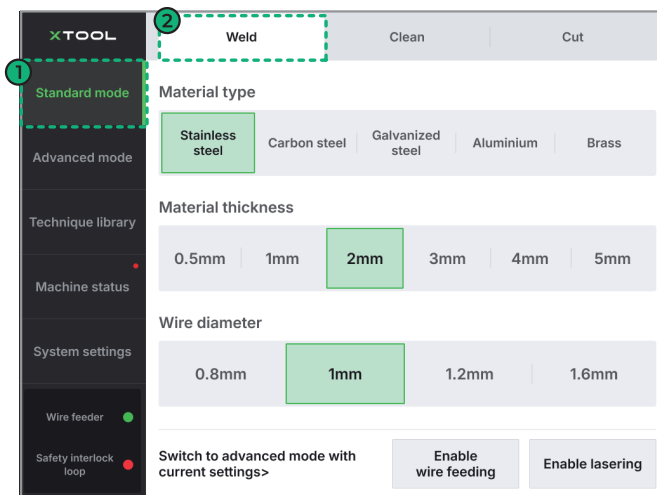 2
XTOOL
Weld
Clean
Cut
1
Standard mode
Advanced mode
Technique library
Machine status
System settings
Wire feeder
Safety interlock
loop
Material type
Stainless
steel
Carbon steel
Galvanized
steel
Aluminium
Brass
Material thickness
0.5mm
1mm
2mm
3mm
4mm
5mm
Wire diameter
0.8mm
1mm
1.2mm
1.6mm
Switch to advanced mode with
current settings>
Enable
wire feeding
Enable lasering